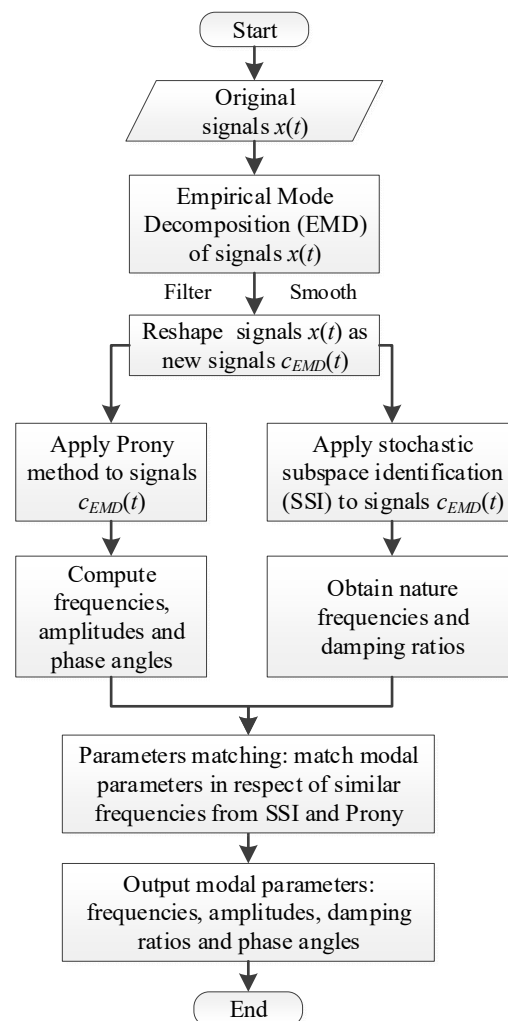 Start
Original
signals x(t)
Empirical Mode
Decomposition (EMD)
of signals x(t)
Filter Smooth
Reshape signals x(t) as
new signals cEMD(t)
Apply Prony
method to signals
cEMD(t)
Apply stochastic
subspace identification
(SSI) to signals cEMD(t)
Compute
frequencies,
amplitudes and
phase angles
Obtain nature
frequencies and
damping ratios
Parameters matching: match modal
parameters in respect of similar
frequencies from SSI and Prony
Output modal parameters:
frequencies, amplitudes, damping
ratios and phase angles
End